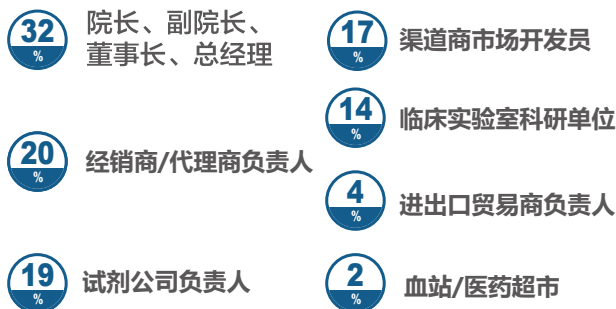 32
%
院长、副院长、
董事长、总经理
20
%
经销商/代理商负责人
19
%
试剂公司负责人
17
%
渠道商市场开发员
14
%
临床实验室科研单位
4
%
进出口贸易商负责人
2
%
血站/医药超市